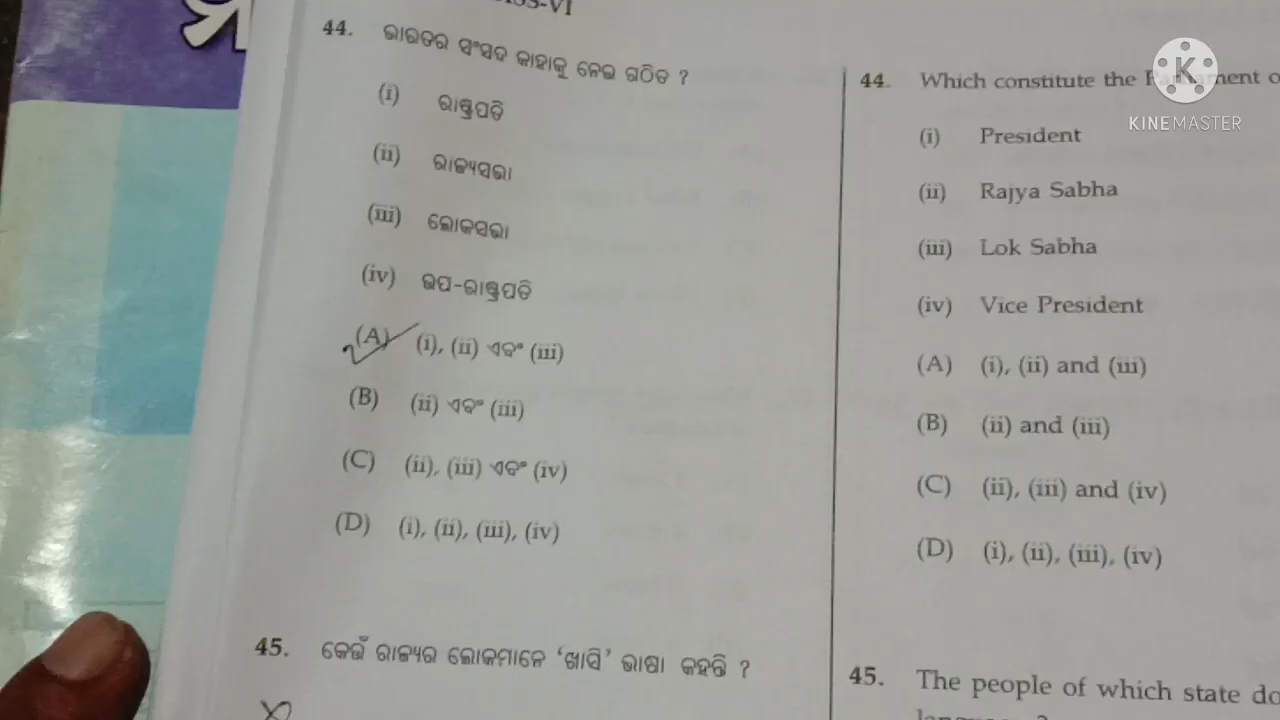 44. ଭାରତର ସଂସଦ କାହାକୁ ନେଇ ଗଠିତ ?
(i) ରାଷ୍ଟ୍ରପତି
(ii) ରାଜ୍ୟସଭା
(iii) ଲୋକସଭା
(iv) ଉପ-ରାଷ୍ଟ୍ରପତି
(A) (i), (ii) ଏବଂ (iii)
(B) (ii) ଏବଂ (iii)
(C) (ii), (iii) ଏବଂ (iv)
(D) (i), (ii), (iii), (iv)
45. କେଉଁ ରାଜ୍ୟର ଲୋକମାନେ ‘ଖାସି’ ଭାଷା କହନ୍ତି ?
44. Which constitute the
(i) President
(ii) Rajya Sabha
(iii) Lok Sabha
(iv) Vice President
(A) (i), (ii) and (iii)
(B) (ii) and (iii)
(C) (ii), (iii) and (iv)
(D) (i), (ii), (iii), (iv)
45. The people of which state
K
KINEMASTER